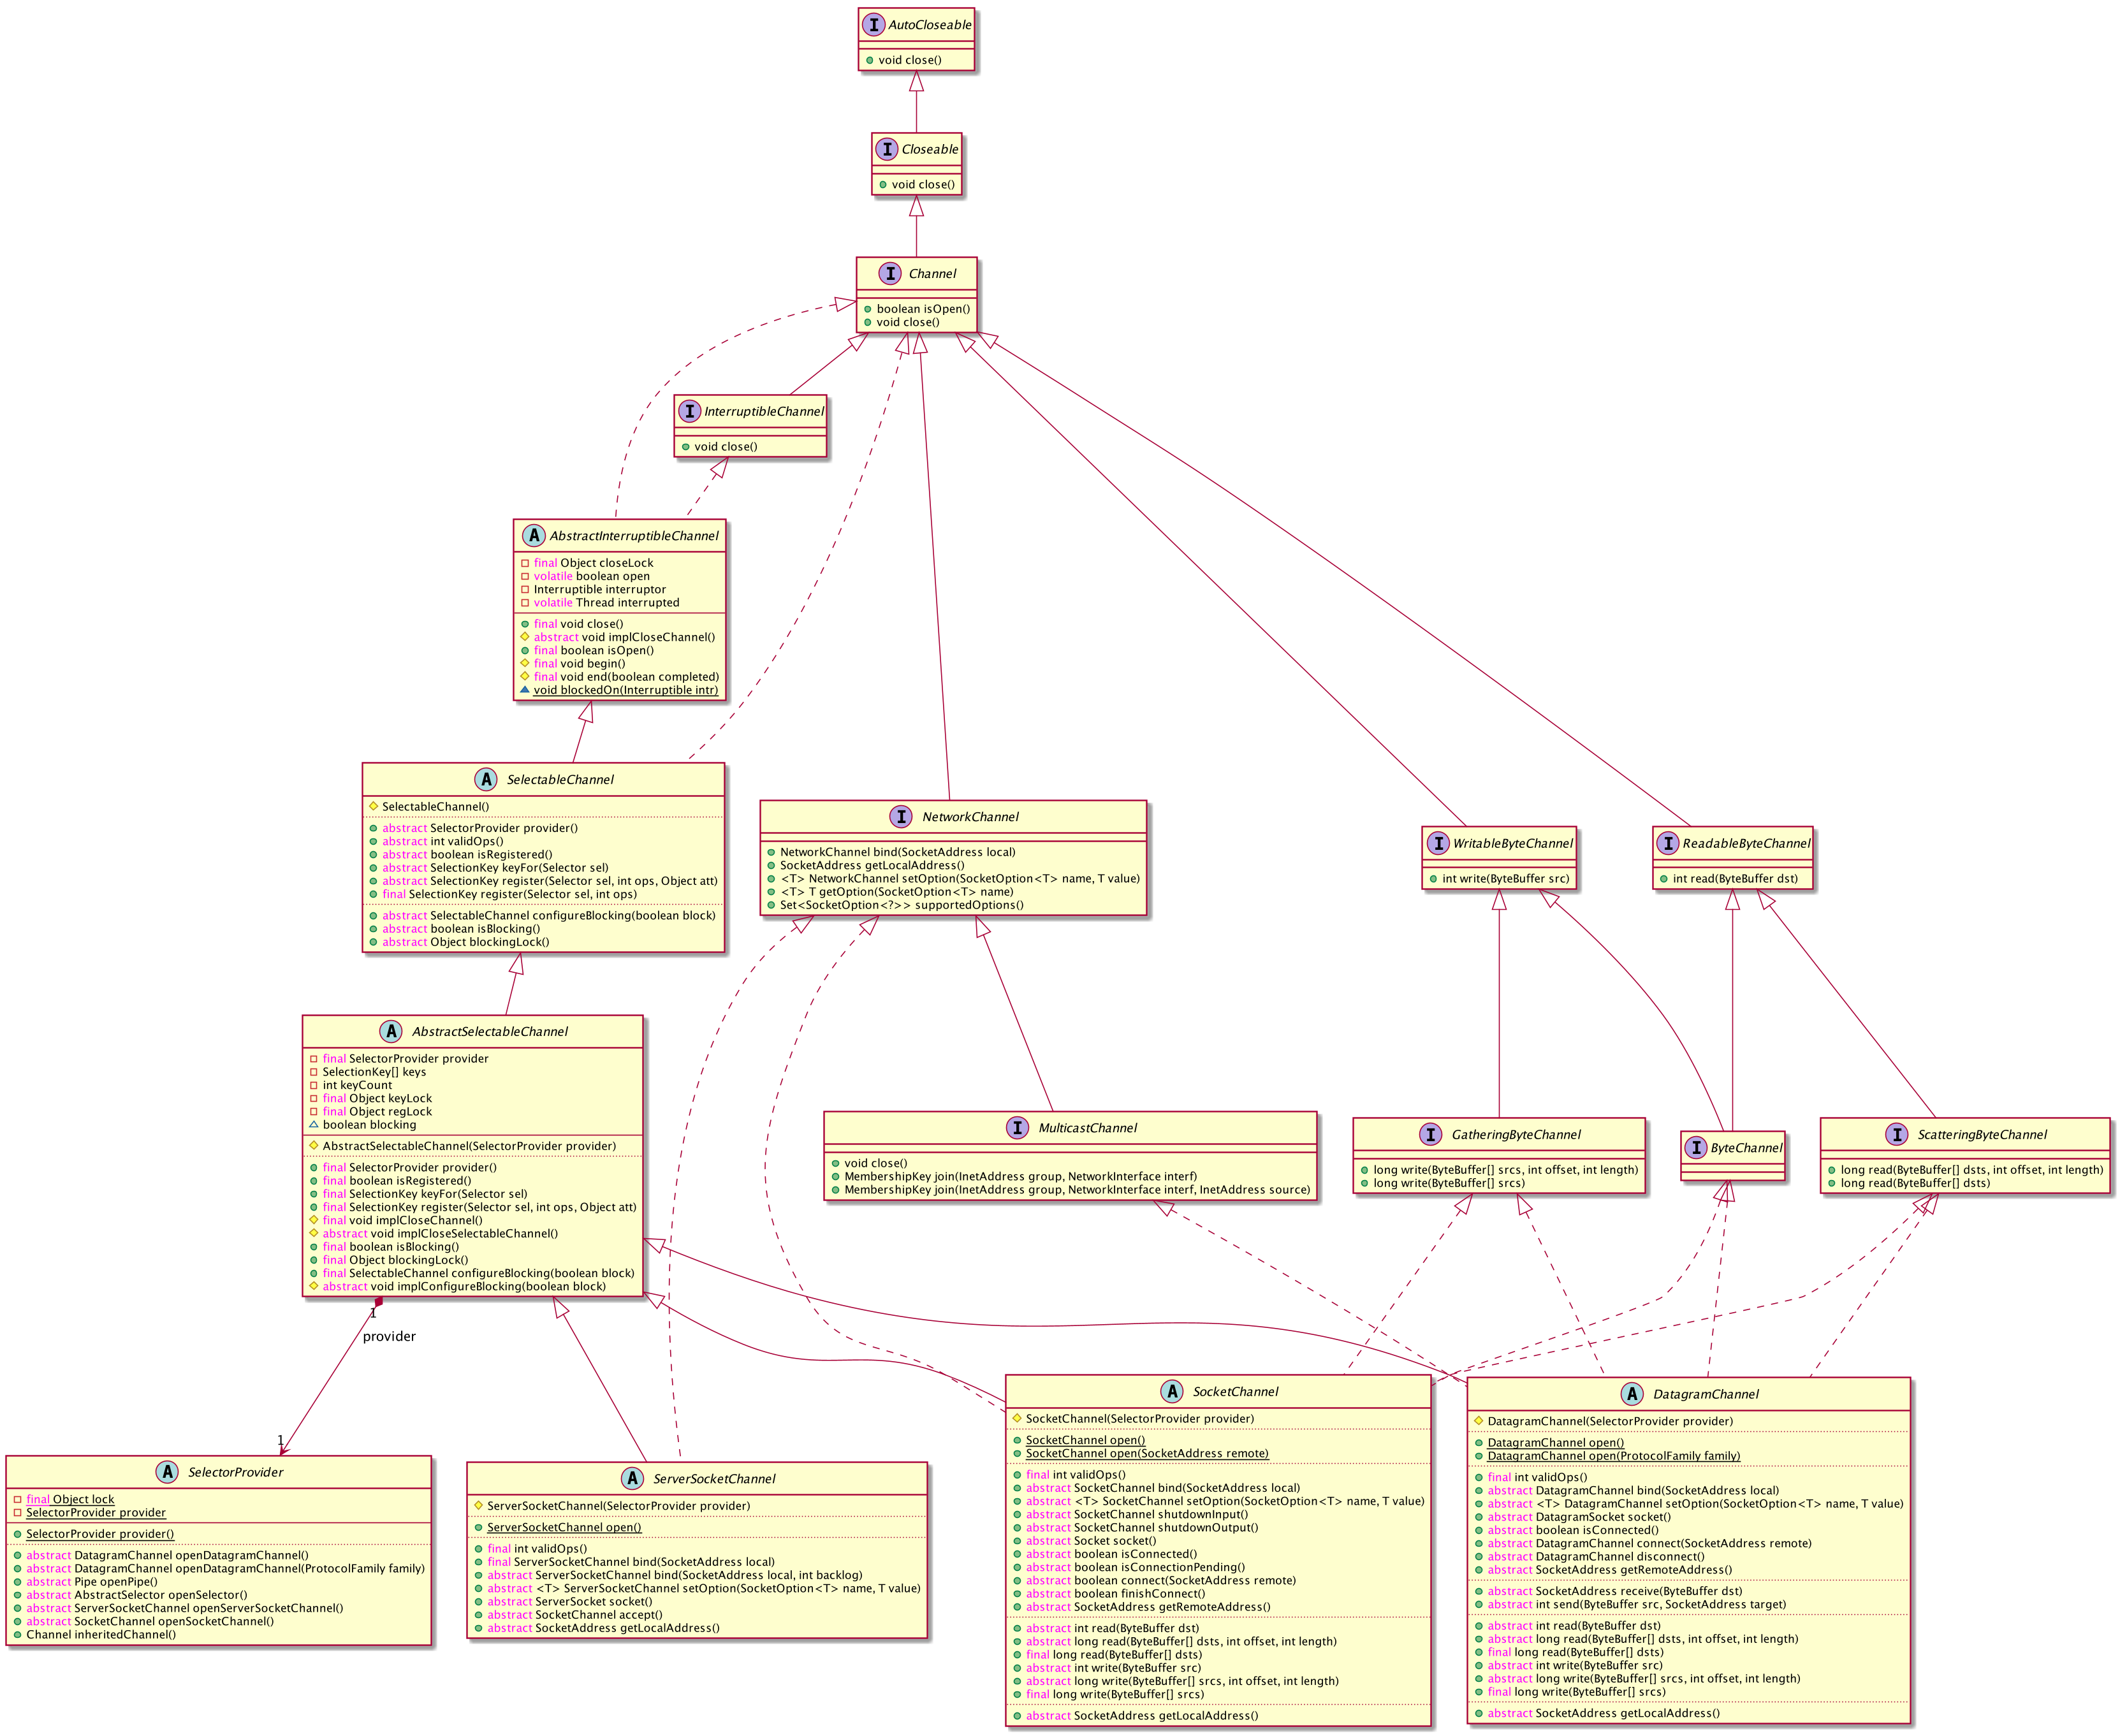 I AutoCloseable
void close()
I Closeable
void close()
I Channel
boolean isOpen()
void close()
I InterruptibleChannel
void close()
A AbstractInterruptibleChannel
final Object closeLock
volatile boolean open
Interruptible interruptor
volatile Thread interrupted
final void close()
abstract void implCloseChannel()
final boolean isOpen()
final void begin()
final void end(boolean completed)
void blockedOn(Interruptible intr)
A SelectableChannel
SelectableChannel()
abstract SelectorProvider provider()
abstract int validOps()
abstract boolean isRegistered()
abstract SelectionKey keyFor(Selector sel)
abstract SelectionKey register(Selector sel, int ops, Object att)
final SelectionKey register(Selector sel, int ops)
abstract SelectableChannel configureBlocking(boolean block)
abstract boolean isBlocking()
abstract Object blockingLock()
I NetworkChannel
NetworkChannel bind(SocketAddress local)
SocketAddress getLocalAddress()
<T> NetworkChannel setOption(SocketOption<T> name, T value)
<T> T getOption(SocketOption<T> name)
Set<SocketOption<?>> supportedOptions()
I WritableByteChannel
int write(ByteBuffer src)
I ReadableByteChannel
int read(ByteBuffer dst)
A AbstractSelectableChannel
final SelectorProvider provider
SelectionKey[] keys
int keyCount
final Object keyLock
final Object regLock
boolean blocking
AbstractSelectableChannel(SelectorProvider provider)
final SelectorProvider provider()
final boolean isRegistered()
final SelectionKey keyFor(Selector sel)
final SelectionKey register(Selector sel, int ops, Object att)
final void implCloseChannel()
abstract void implCloseSelectableChannel()
final boolean isBlocking()
final Object blockingLock()
final SelectableChannel configureBlocking(boolean block)
abstract void implConfigureBlocking(boolean block)
I MulticastChannel
void close()
MembershipKey join(InetAddress group, NetworkInterface interf)
MembershipKey join(InetAddress group, NetworkInterface interf, InetAddress source)
I GatheringByteChannel
long write(ByteBuffer[] srcs, int offset, int length)
long write(ByteBuffer[] srcs)
I ByteChannel
I ScatteringByteChannel
long read(ByteBuffer[] dsts, int offset, int length)
long read(ByteBuffer[] dsts)
1
provider
1
A SelectorProvider
final Object lock
SelectorProvider provider
SelectorProvider provider()
abstract DatagramChannel openDatagramChannel()
abstract DatagramChannel openDatagramChannel(ProtocolFamily family)
abstract Pipe openPipe()
abstract AbstractSelector openSelector()
abstract ServerSocketChannel openServerSocketChannel()
abstract SocketChannel openSocketChannel()
Channel inheritedChannel()
A ServerSocketChannel
ServerSocketChannel(SelectorProvider provider)
ServerSocketChannel open()
final int validOps()
final ServerSocketChannel bind(SocketAddress local)
abstract ServerSocketChannel bind(SocketAddress local, int backlog)
abstract <T> ServerSocketChannel setOption(SocketOption<T> name, T value)
abstract ServerSocket socket()
abstract SocketChannel accept()
abstract SocketAddress getLocalAddress()
A SocketChannel
SocketChannel(SelectorProvider provider)
SocketChannel open()
SocketChannel open(SocketAddress remote)
final int validOps()
abstract SocketChannel bind(SocketAddress local)
abstract <T> SocketChannel setOption(SocketOption<T> name, T value)
abstract SocketChannel shutdownInput()
abstract SocketChannel shutdownOutput()
abstract Socket socket()
abstract boolean isConnected()
abstract boolean isConnectionPending()
abstract boolean connect(SocketAddress remote)
abstract boolean finishConnect()
abstract SocketAddress getRemoteAddress()
abstract int read(ByteBuffer dst)
abstract long read(ByteBuffer[] dsts, int offset, int length)
final long read(ByteBuffer[] dsts)
abstract int write(ByteBuffer src)
abstract long write(ByteBuffer[] srcs, int offset, int length)
final long write(ByteBuffer[] srcs)
abstract SocketAddress getLocalAddress()
A DatagramChannel
DatagramChannel(SelectorProvider provider)
DatagramChannel open()
DatagramChannel open(ProtocolFamily family)
final int validOps()
abstract DatagramChannel bind(SocketAddress local)
abstract <T> DatagramChannel setOption(SocketOption<T> name, T value)
abstract DatagramSocket socket()
abstract boolean isConnected()
abstract DatagramChannel connect(SocketAddress remote)
abstract DatagramChannel disconnect()
abstract SocketAddress getRemoteAddress()
abstract SocketAddress receive(ByteBuffer dst)
abstract int send(ByteBuffer src, SocketAddress target)
abstract int read(ByteBuffer dst)
abstract long read(ByteBuffer[] dsts, int offset, int length)
final long read(ByteBuffer[] dsts)
abstract int write(ByteBuffer src)
abstract long write(ByteBuffer[] srcs, int offset, int length)
final long write(ByteBuffer[] srcs)
abstract SocketAddress getLocalAddress()